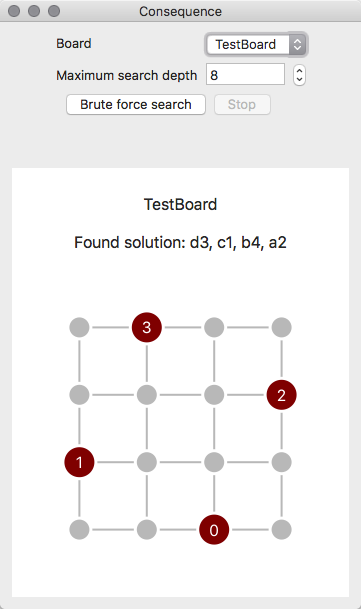 Consequence
Board TestBoard
Maximum search depth 8
Brute force search Stop
TestBoard
Found solution: d3, c1, b4, a2
3
2
1
0